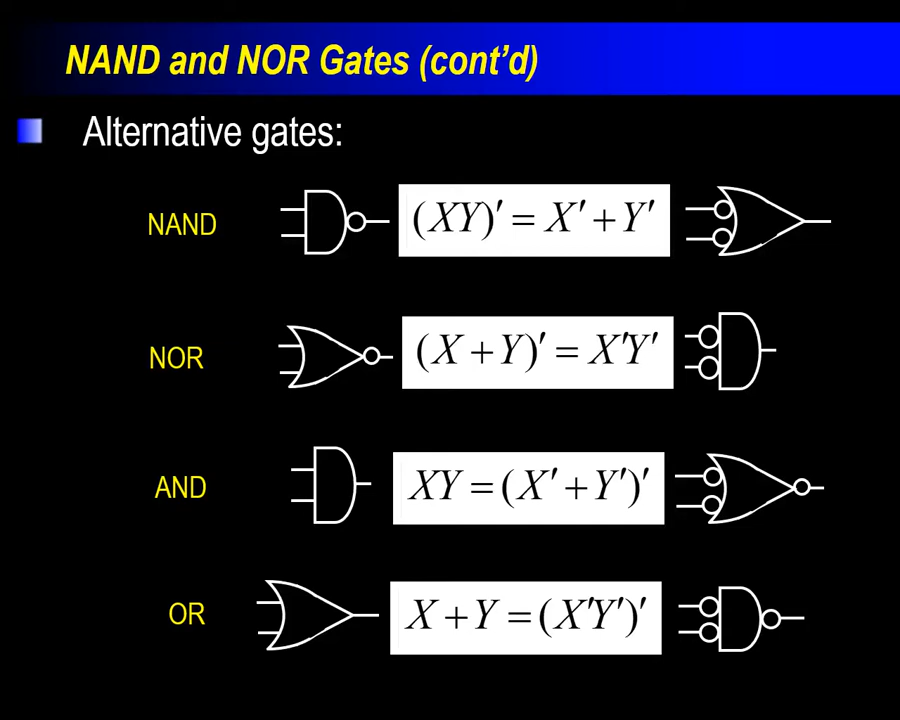 NAND and NOR Gates (cont’d)
Alternative gates:
NAND (XY)′ = X′ + Y′
NOR (X + Y)′ = X′Y′
AND XY = (X′ + Y′)′
OR X + Y = (X′Y′)′